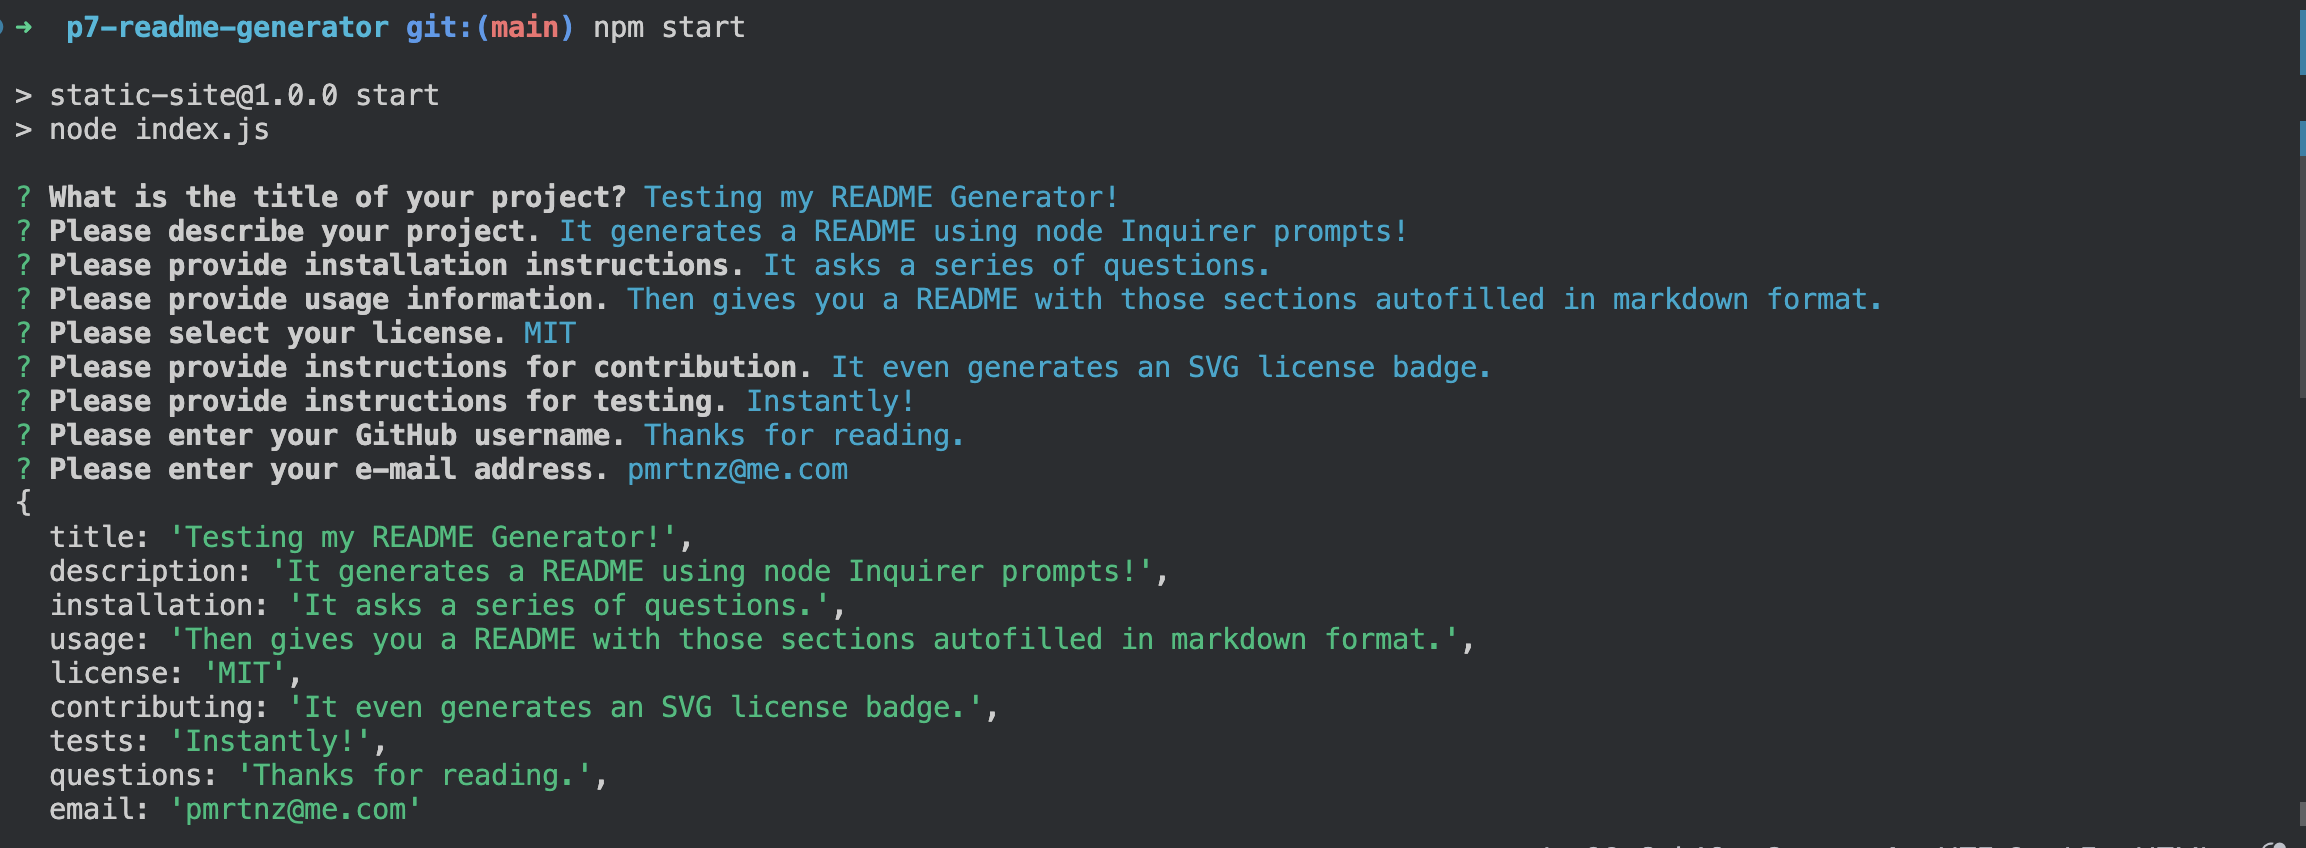 ➜ p7-readme-generator git:(main) npm start
> static-site@1.0.0 start
> node index.js
? What is the title of your project? Testing my README Generator!
? Please describe your project. It generates a README using node Inquirer prompts!
? Please provide installation instructions. It asks a series of questions.
? Please provide usage information. Then gives you a README with those sections autofilled in markdown format.
? Please select your license. MIT
? Please provide instructions for contribution. It even generates an SVG license badge.
? Please provide instructions for testing. Instantly!
? Please enter your GitHub username. Thanks for reading.
? Please enter your e-mail address. pmrtnz@me.com
{
  title: 'Testing my README Generator!',
  description: 'It generates a README using node Inquirer prompts!',
  installation: 'It asks a series of questions.',
  usage: 'Then gives you a README with those sections autofilled in markdown format.',
  license: 'MIT',
  contributing: 'It even generates an SVG license badge.',
  tests: 'Instantly!',
  questions: 'Thanks for reading.',
  email: 'pmrtnz@me.com'